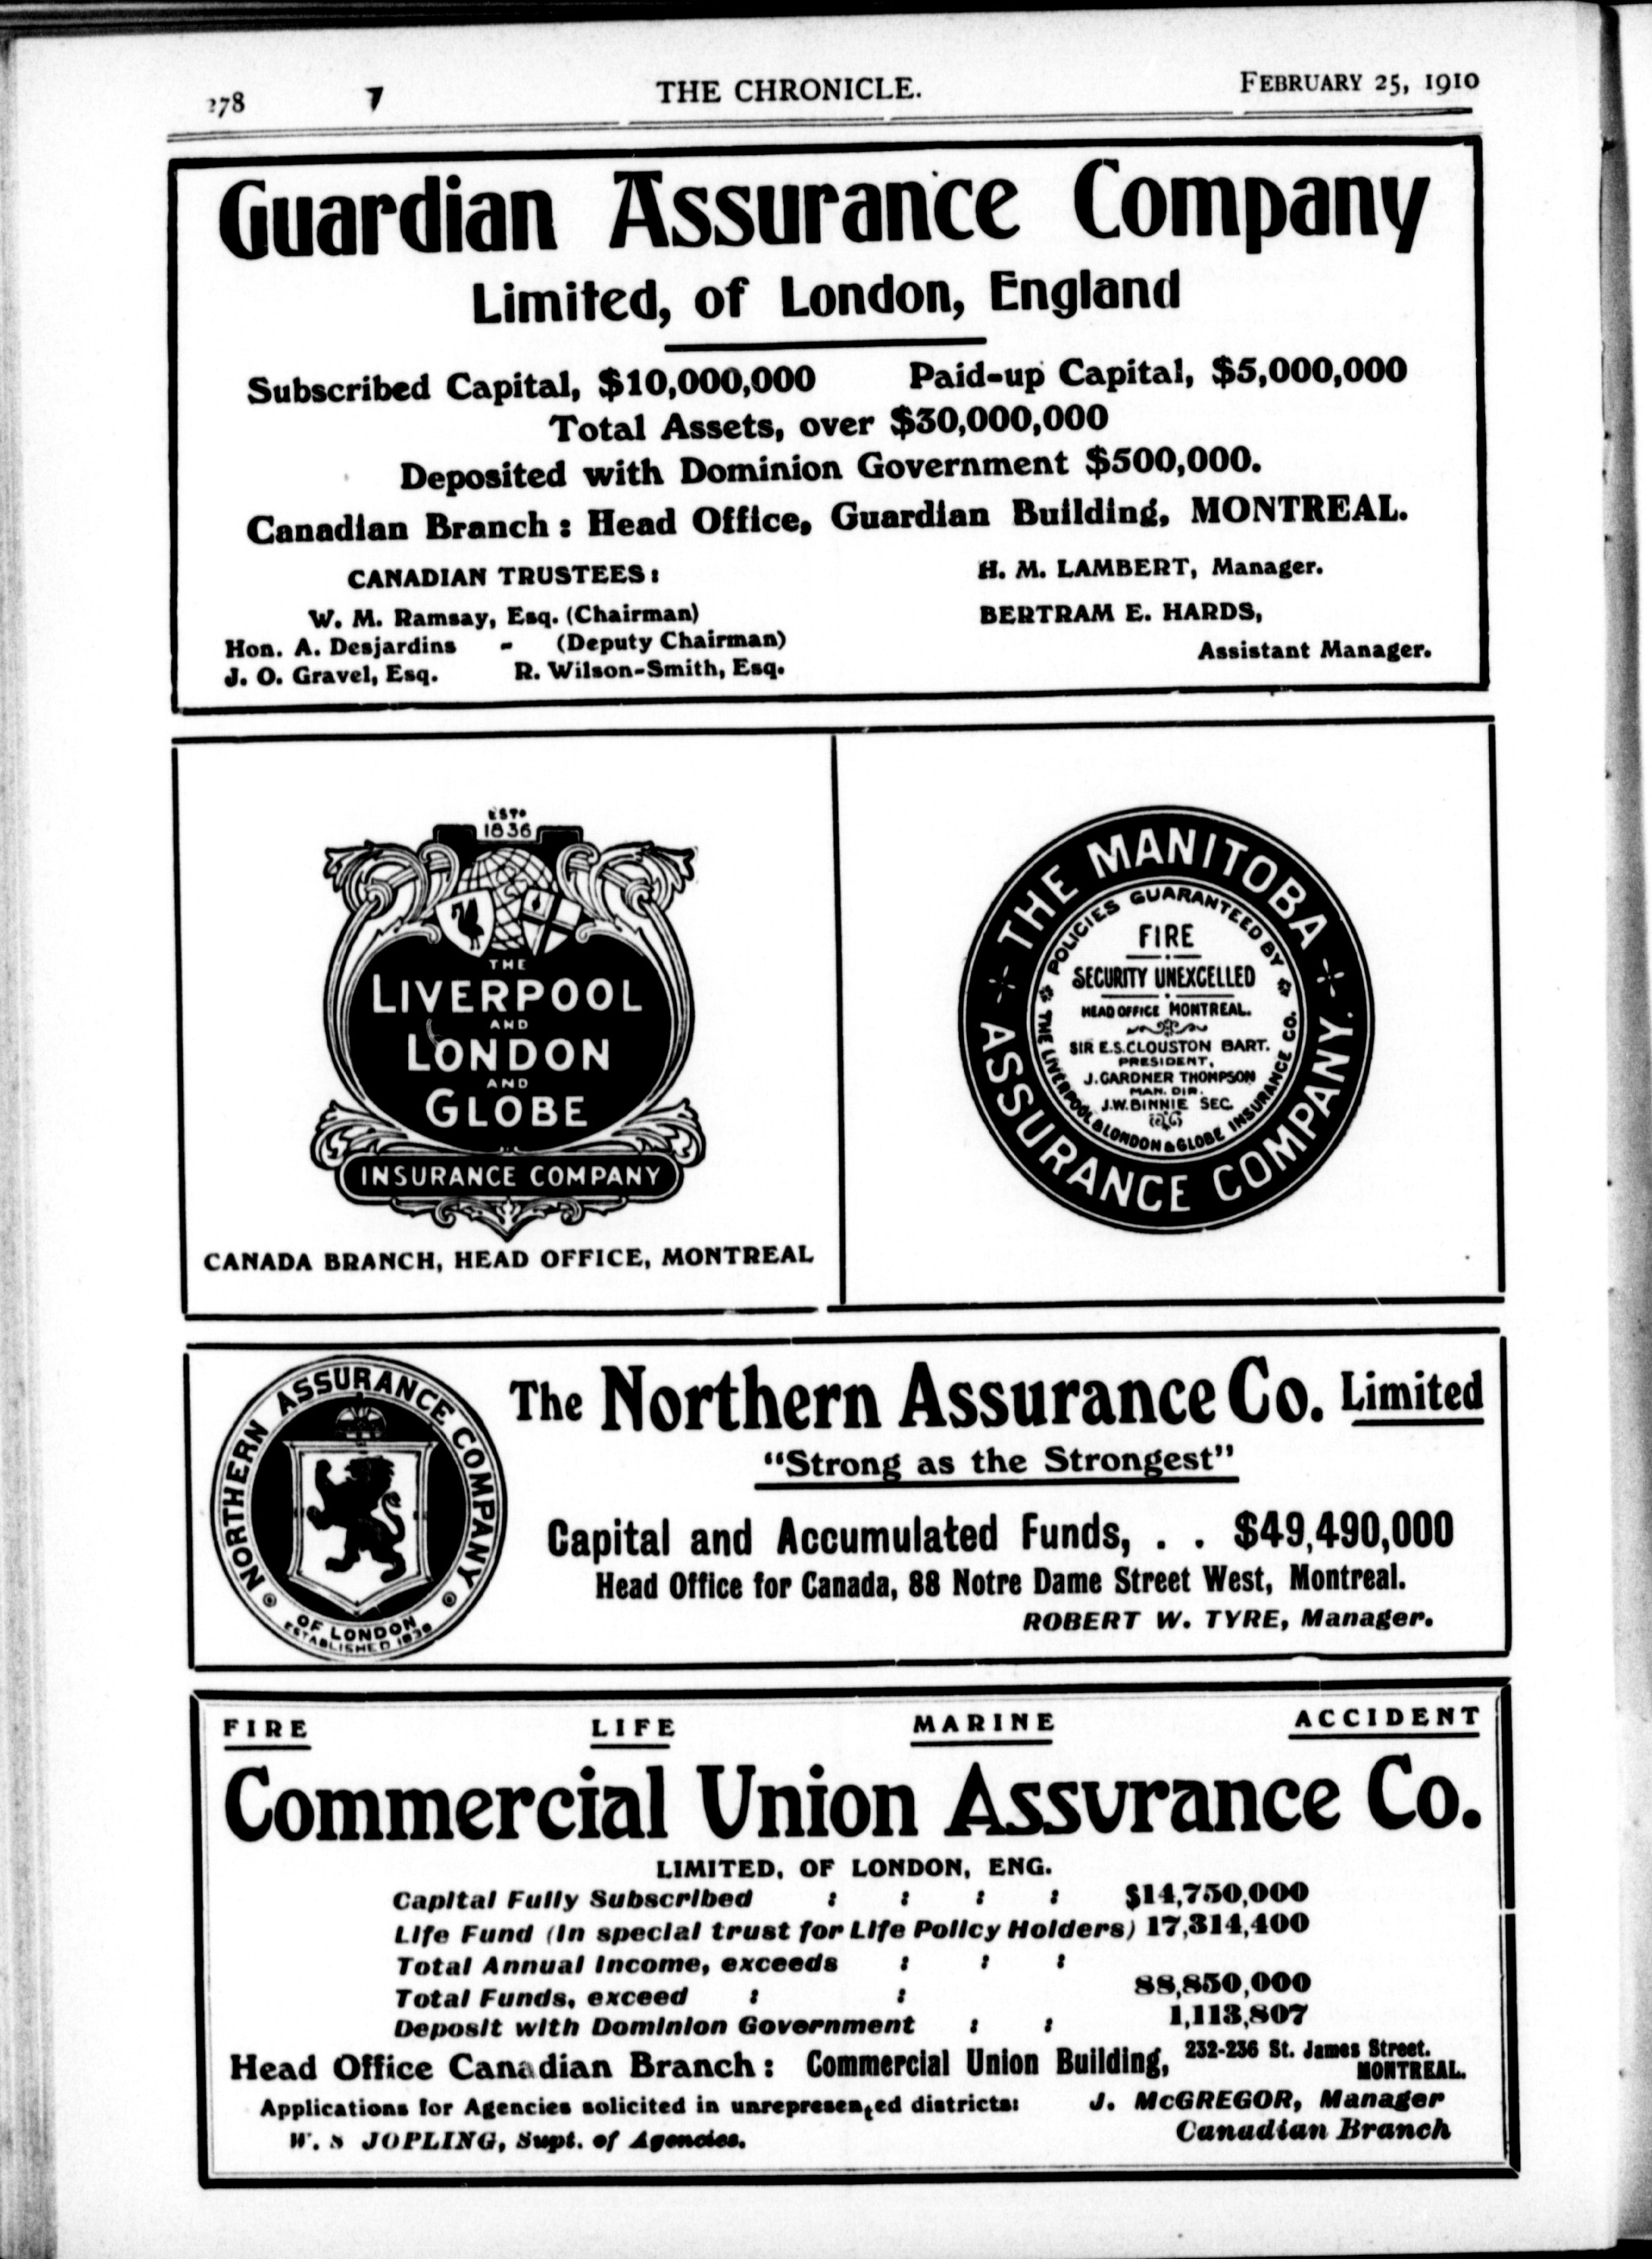 278 7 THE CHRONICLE. FEBRUARY 25, 1910
Guardian Assurance Company
Limited, of London, England
Subscribed Capital, $10,000,000 Paid-up Capital, $5,000,000
Total Assets, over $30,000,000
Deposited with Dominion Government $500,000.
Canadian Branch : Head Office, Guardian Building, MONTREAL.
CANADIAN TRUSTEES :
W. M. Ramsay, Esq. (Chairman)
Hon. A. Desjardins - (Deputy Chairman)
J. O. Gravel, Esq. R. Wilson-Smith, Esq.
H. M. LAMBERT, Manager.
BERTRAM E. HARDS,
Assistant Manager.
ESTD
1836
THE
LIVERPOOL
AND
LONDON
AND
GLOBE
INSURANCE COMPANY
CANADA BRANCH, HEAD OFFICE, MONTREAL
THE MANITOBA
ASSURANCE COMPANY.
POLICIES GUARANTEED BY
THE LIVERPOOL & LONDON & GLOBE INSURANCE CO.
FIRE
SECURITY UNEXCELLED
HEAD OFFICE MONTREAL.
SIR E.S. CLOUSTON BART.
PRESIDENT,
J. GARDNER THOMPSON
MAN. DIR.
J.W. BINNIE SEC.
NORTHERN ASSURANCE COMPANY
OF LONDON
ESTABLISHED 1836
The Northern Assurance Co. Limited
“Strong as the Strongest”
Capital and Accumulated Funds, . . $49,490,000
Head Office for Canada, 88 Notre Dame Street West, Montreal.
ROBERT W. TYRE, Manager.
FIRE LIFE MARINE ACCIDENT
Commercial Union Assurance Co.
LIMITED, OF LONDON, ENG.
Capital Fully Subscribed : : : : $14,750,000
Life Fund (In special trust for Life Policy Holders) 17,314,400
Total Annual Income, exceeds : : :
Total Funds, exceed : : 88,850,000
Deposit with Dominion Government : : 1,113,807
Head Office Canadian Branch : Commercial Union Building, 232-236 St. James Street.
MONTREAL.
Applications for Agencies solicited in unrepresented districts:
W. S JOPLING, Supt. of Agencies.
J. McGREGOR, Manager
Canadian Branch